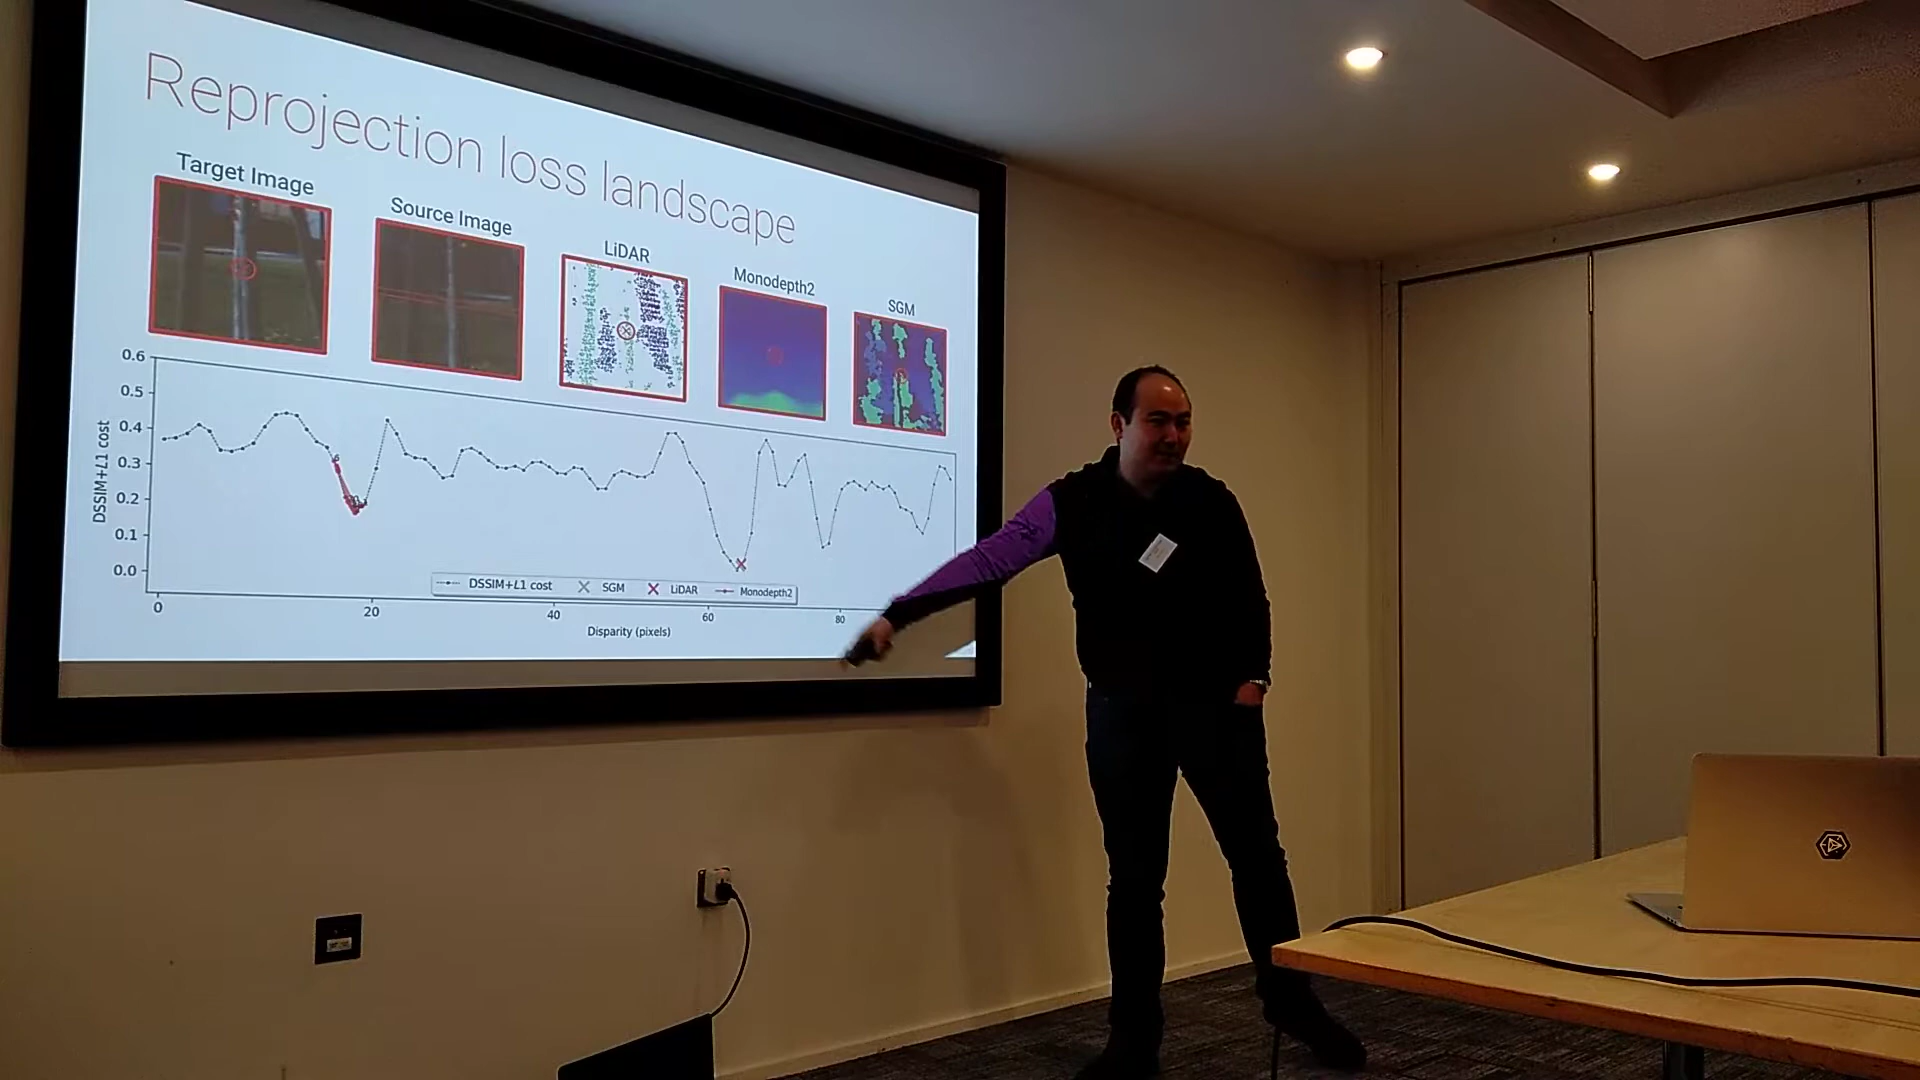 Reprojection loss landscape
Target Image
Source Image
LiDAR
Monodepth2
SGM
0.6
0.5
0.4
0.3
0.2
0.1
0.0
DSSIM+L1 cost
DSSIM+L1 cost SGM LiDAR Monodepth2
0 20 40 60 80
Disparity (pixels)